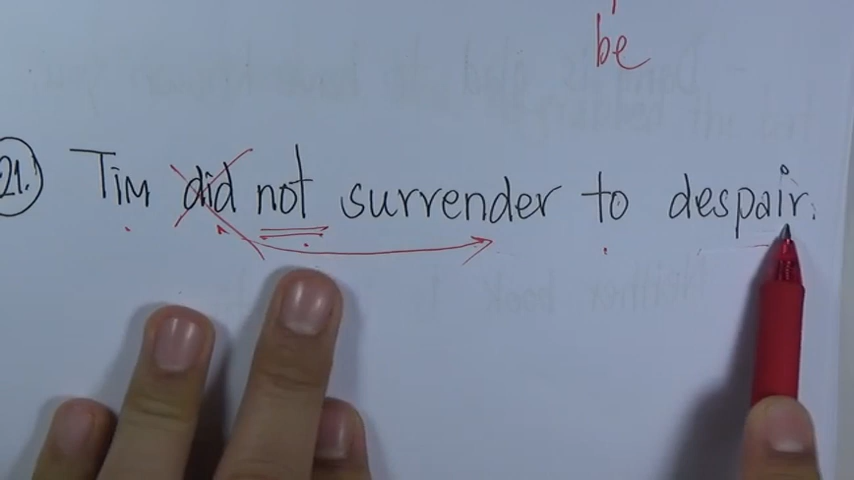 be
21. Tim did not surrender to despair.